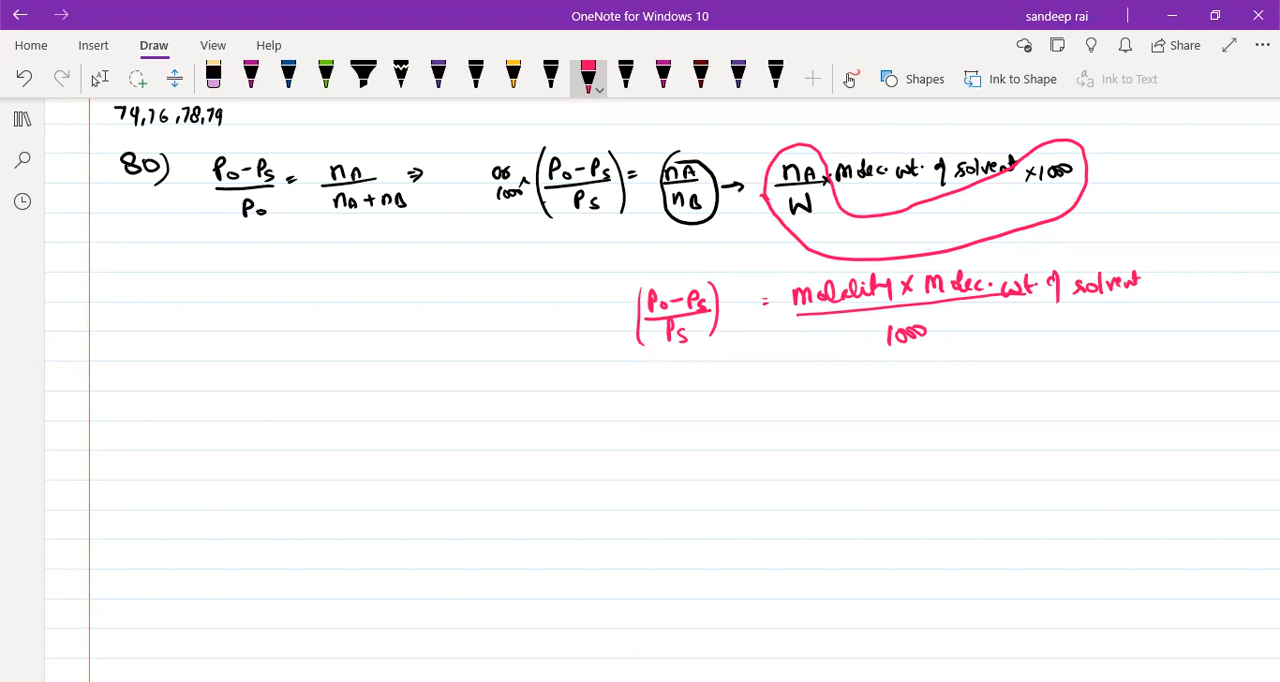 OneNote for Windows 10
sandeep rai
Home Insert Draw View Help
Share
Shapes Ink to Shape Ink to Text
74,76,78,79
80) P₀-Pₛ/P₀ = nA/nA+nB ⇒ or 1000× (P₀-Pₛ/Pₛ) = nA/nB → nA/W × Molec. wt. of solvent ×1000
(P₀-Pₛ/Pₛ) = Molality × Molec. wt. of solvent/1000